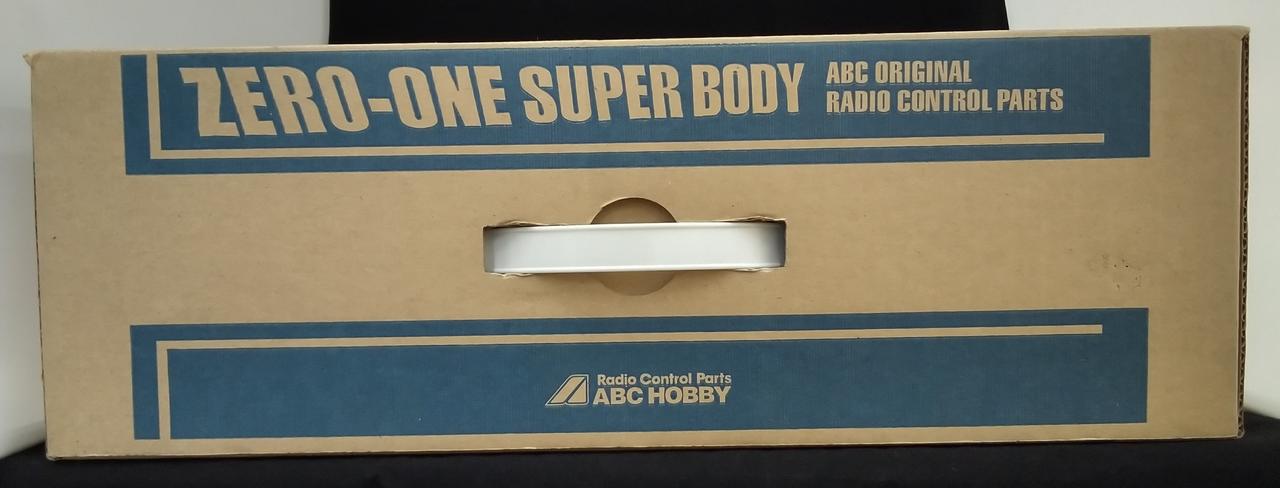 ZERO-ONE SUPER BODY
ABC ORIGINAL
RADIO CONTROL PARTS
Radio Control Parts
ABC HOBBY